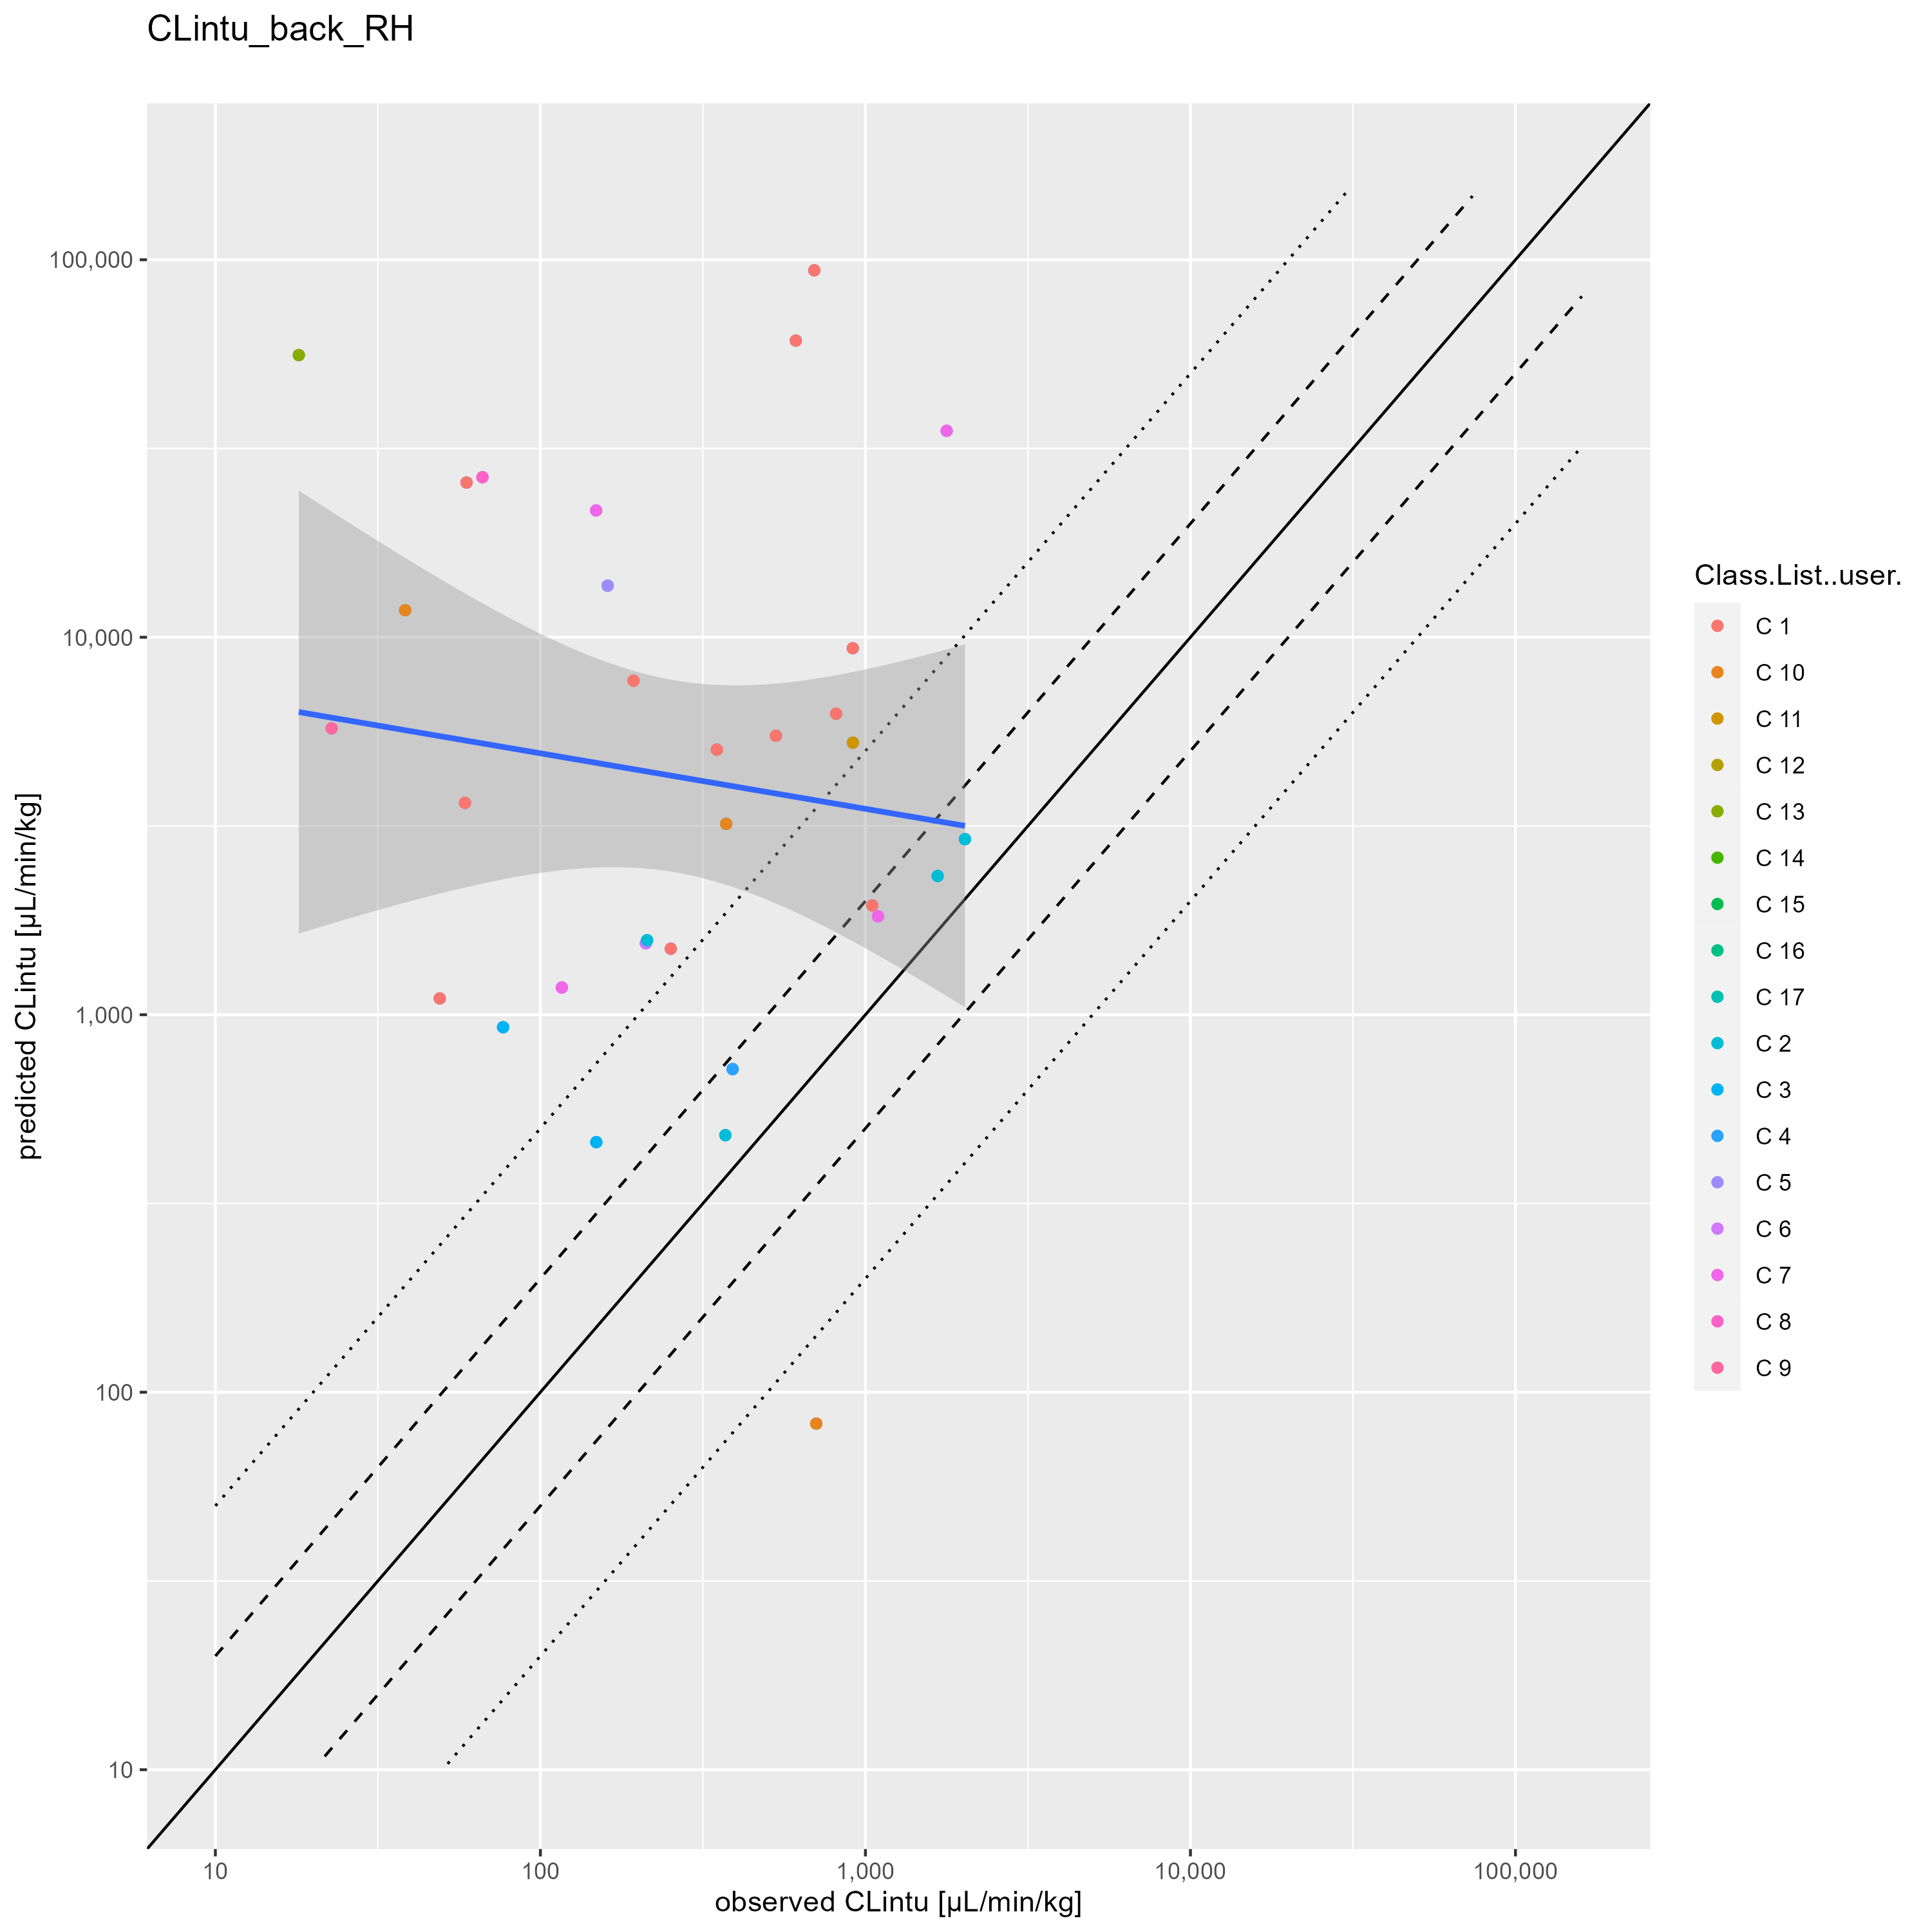 CLintu_back_RH
100,000
10,000
1,000
100
10
predicted CLintu [µL/min/kg]
10
100
1,000
10,000
100,000
observed CLintu [µL/min/kg]
Class.List..user.
C 1
C 10
C 11
C 12
C 13
C 14
C 15
C 16
C 17
C 2
C 3
C 4
C 5
C 6
C 7
C 8
C 9